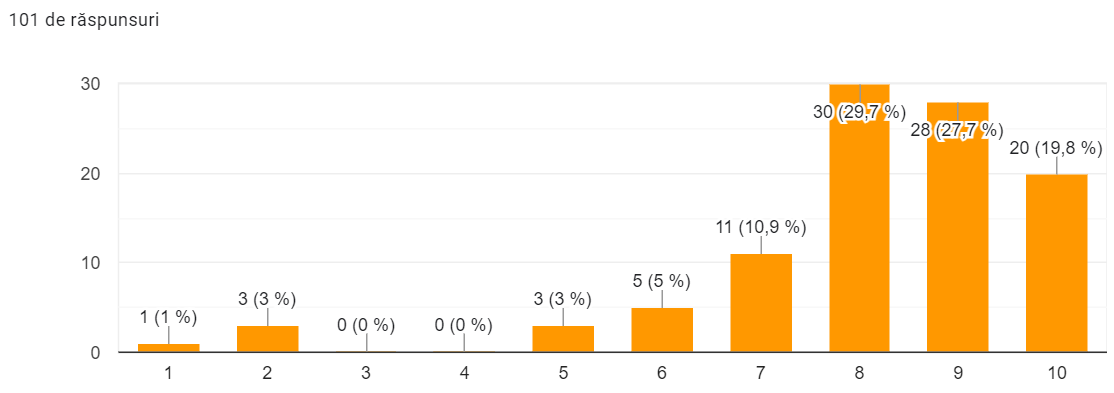 101 de răspunsuri
30
20
10
0
1 (1 %)
3 (3 %)
0 (0 %)
0 (0 %)
3 (3 %)
5 (5 %)
11 (10,9 %)
30 (29,7 %)
28 (27,7 %)
20 (19,8 %)
1 2 3 4 5 6 7 8 9 10